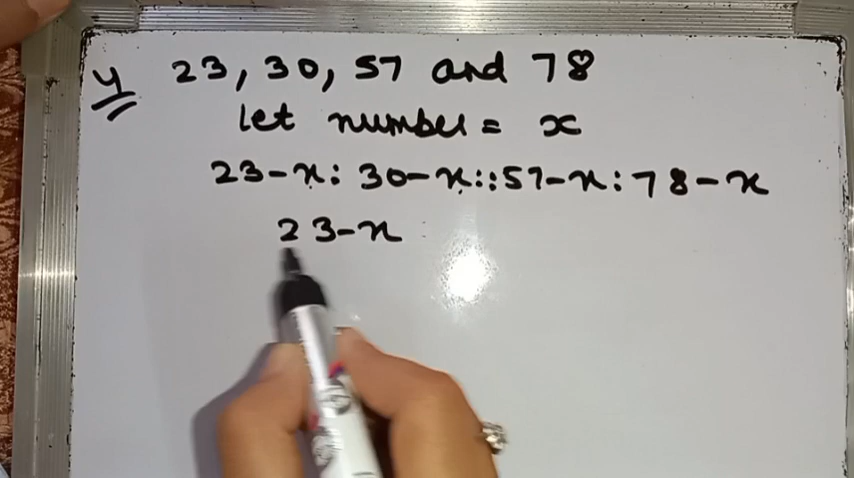 4 23, 30, 57 and 78
let number = x
23-x: 30-x::57-x:78-x
23-x